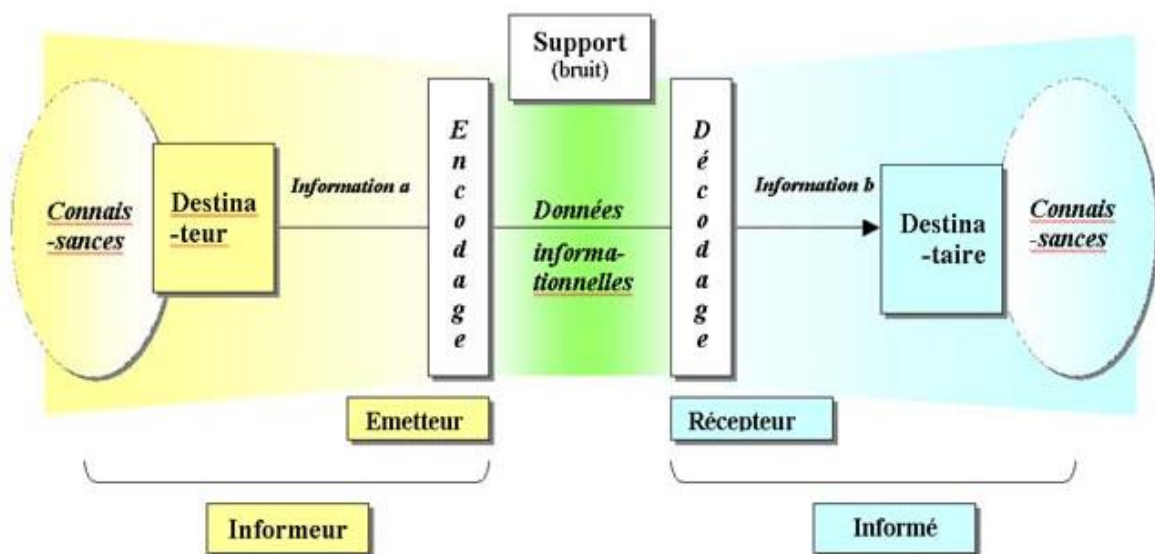 Support
(bruit)
Connais
-sances
Destina
-teur
Information a
E
n
c
o
d
a
g
e
Données
informa-
tionnelles
D
é
c
o
d
a
g
e
Information b
Destina
-taire
Connais
-sances
Emetteur
Récepteur
Informeur
Informé